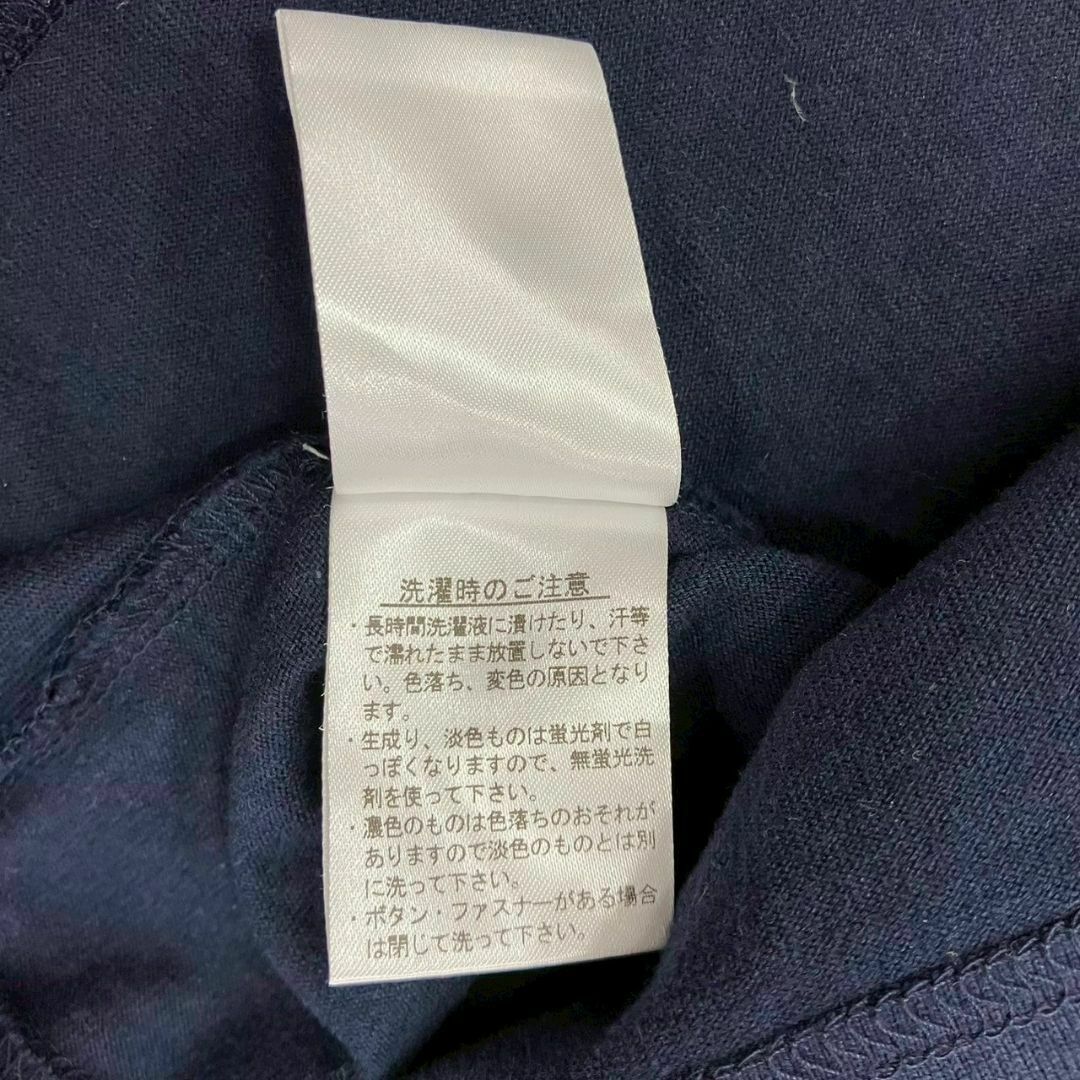 洗濯時のご注意
・長時間洗濯液に漬けたり、汗等
で濡れたまま放置しないで下さ
い。色落ち、変色の原因となり
ます。
・生成り、淡色ものは蛍光剤で白
っぽくなりますので、無蛍光洗
剤を使って下さい。
・濃色のものは色落ちのおそれが
ありますので淡色のものとは別
に洗って下さい。
・ボタン・ファスナーがある場合
は閉じて洗って下さい。